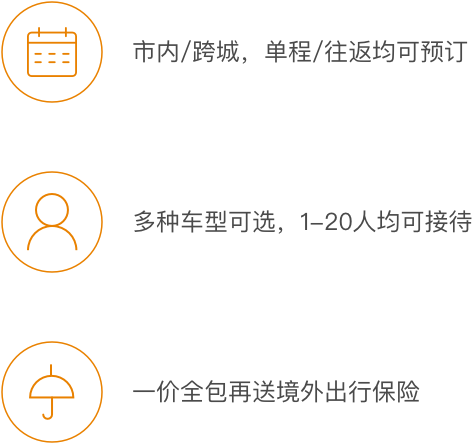 市内/跨城，单程/往返均可预订
多种车型可选，1-20人均可接待
一价全包再送境外出行保险